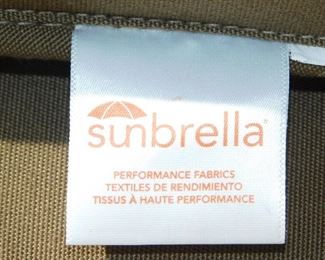 sunbrella®
PERFORMANCE FABRICS
TEXTILES DE RENDIMIENTO
TISSUS À HAUTE PERFORMANCE